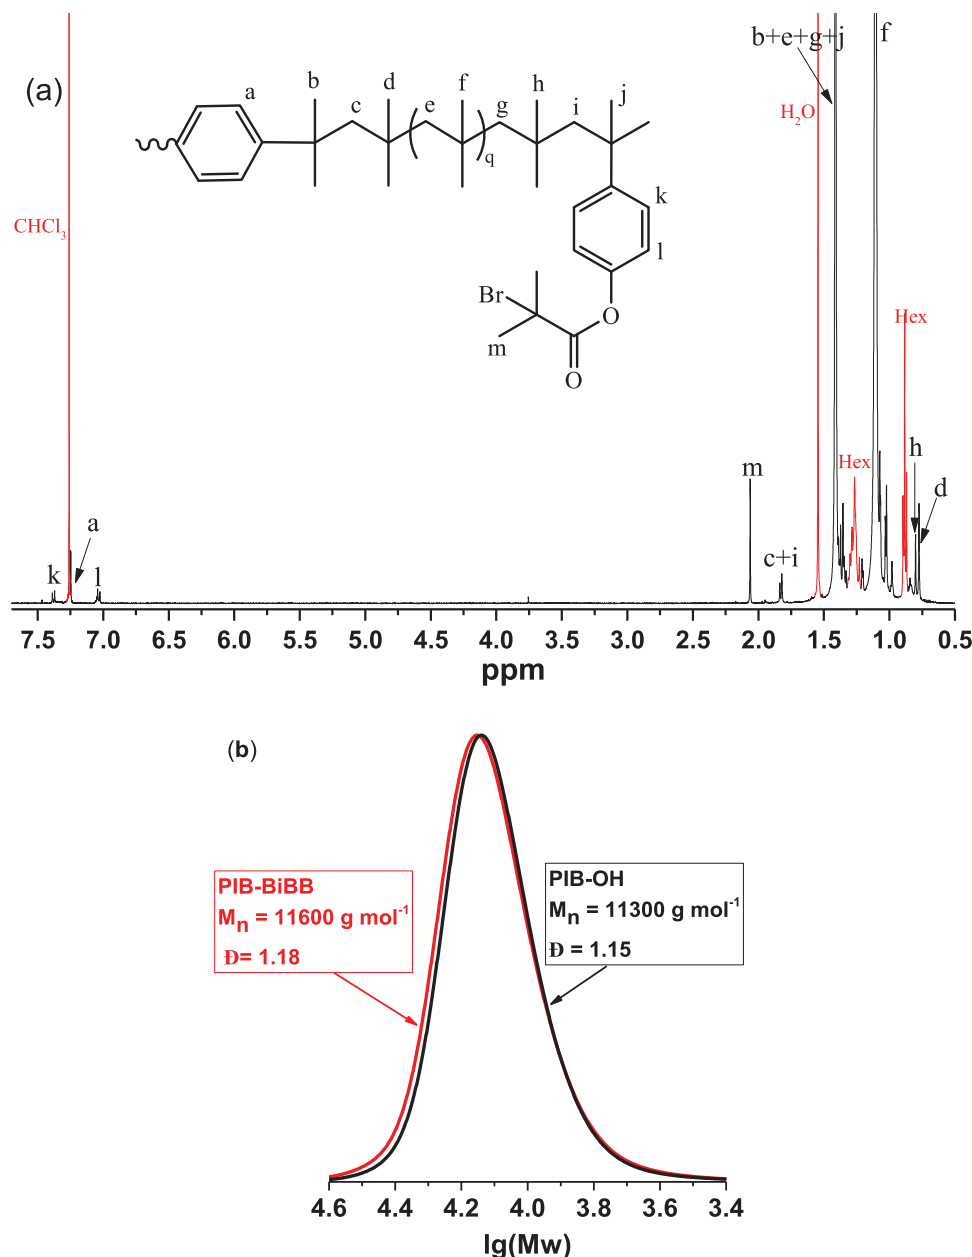 (a)
a
b
c
d
e
f
q
g
h
i
j
k
l
Br
m
O
O
CHCl3
k
a
l
m
c+i
H2O
b+e+g+j
f
Hex
Hex
h
d
7.5 7.0 6.5 6.0 5.5 5.0 4.5 4.0 3.5 3.0 2.5 2.0 1.5 1.0 0.5
ppm
(b)
PIB-BiBB
Mn = 11600 g mol-1
Đ= 1.18
PIB-OH
Mn = 11300 g mol-1
Đ = 1.15
4.6 4.4 4.2 4.0 3.8 3.6 3.4
lg(Mw)